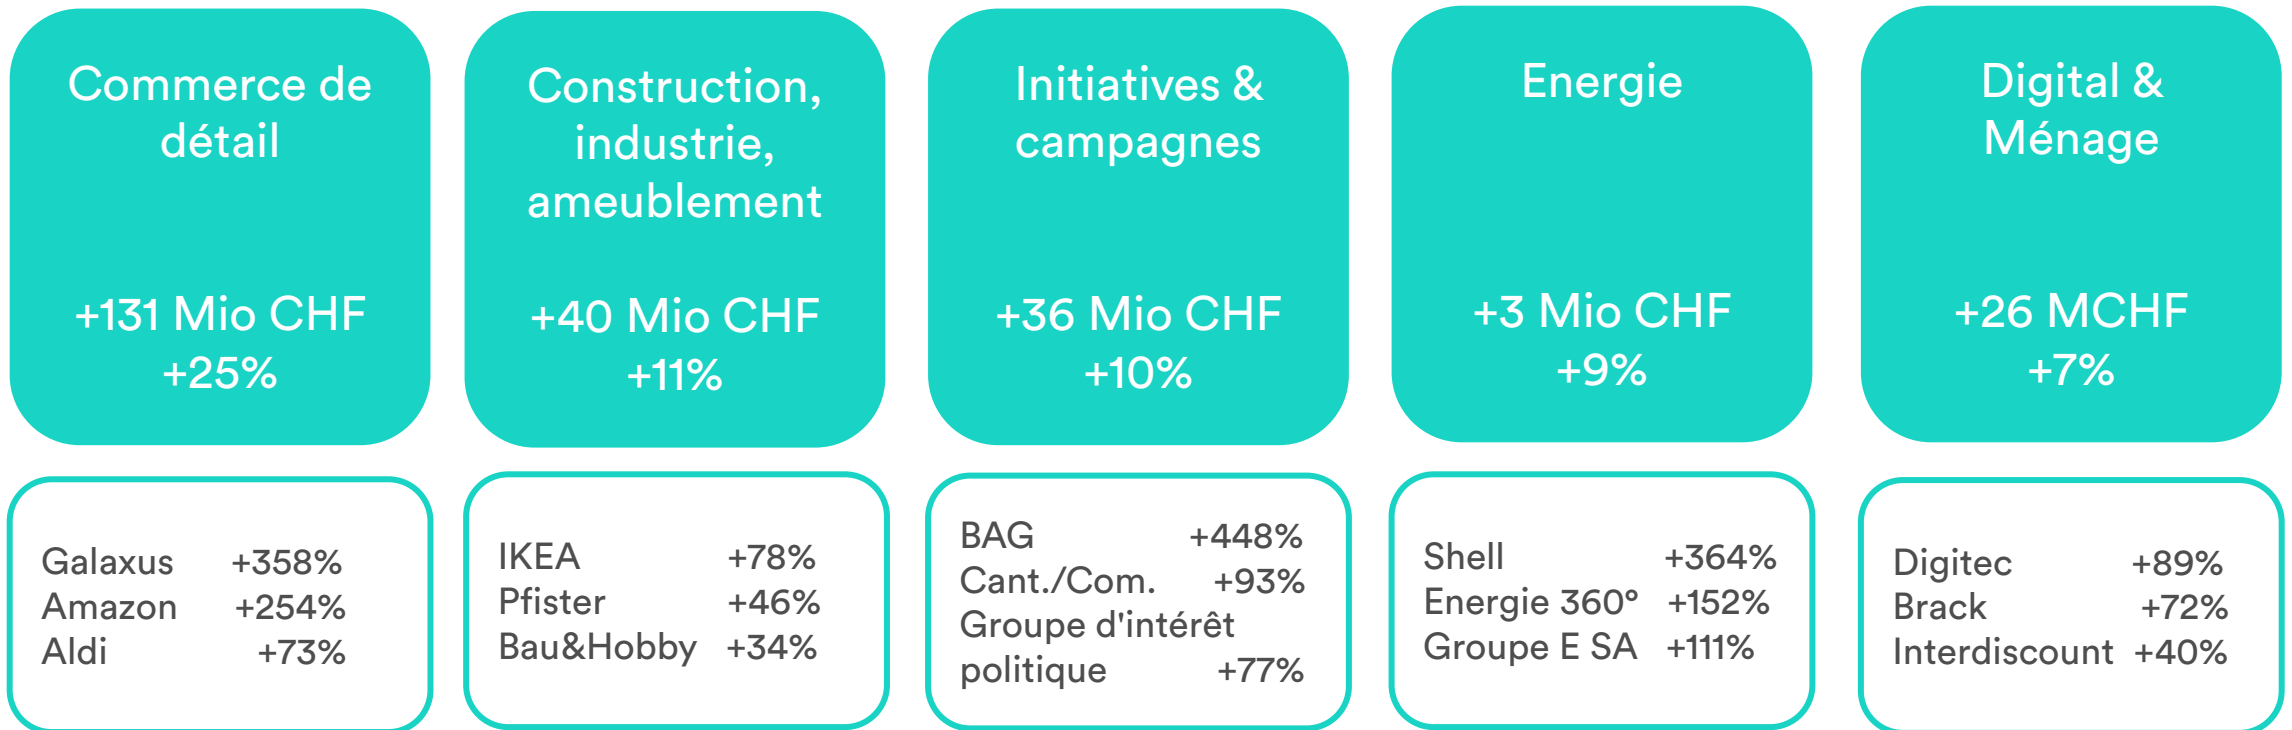 Commerce de
détail
+131 Mio CHF
+25%
Construction,
industrie,
ameublement
+40 Mio CHF
+11%
Initiatives &
campagnes
+36 Mio CHF
+10%
Energie
+3 Mio CHF
+9%
Digital &
Ménage
+26 MCHF
+7%
Galaxus +358%
Amazon +254%
Aldi +73%
IKEA +78%
Pfister +46%
Bau&Hobby +34%
BAG +448%
Cant./Com. +93%
Groupe d'intérêt
politique +77%
Shell +364%
Energie 360° +152%
Groupe E SA +111%
Digitec +89%
Brack +72%
Interdiscount +40%